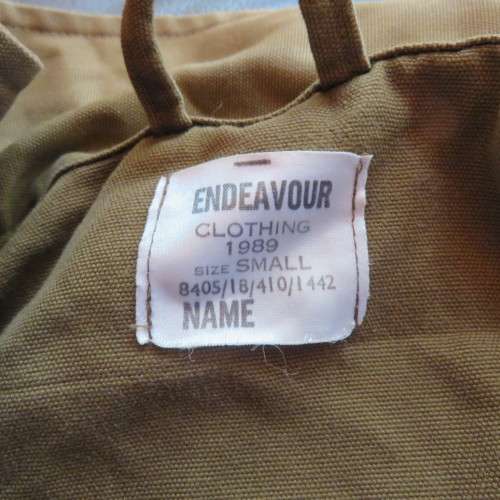 ENDEAVOUR
CLOTHING
1989
SIZE SMALL
8405/18/410/1442
NAME